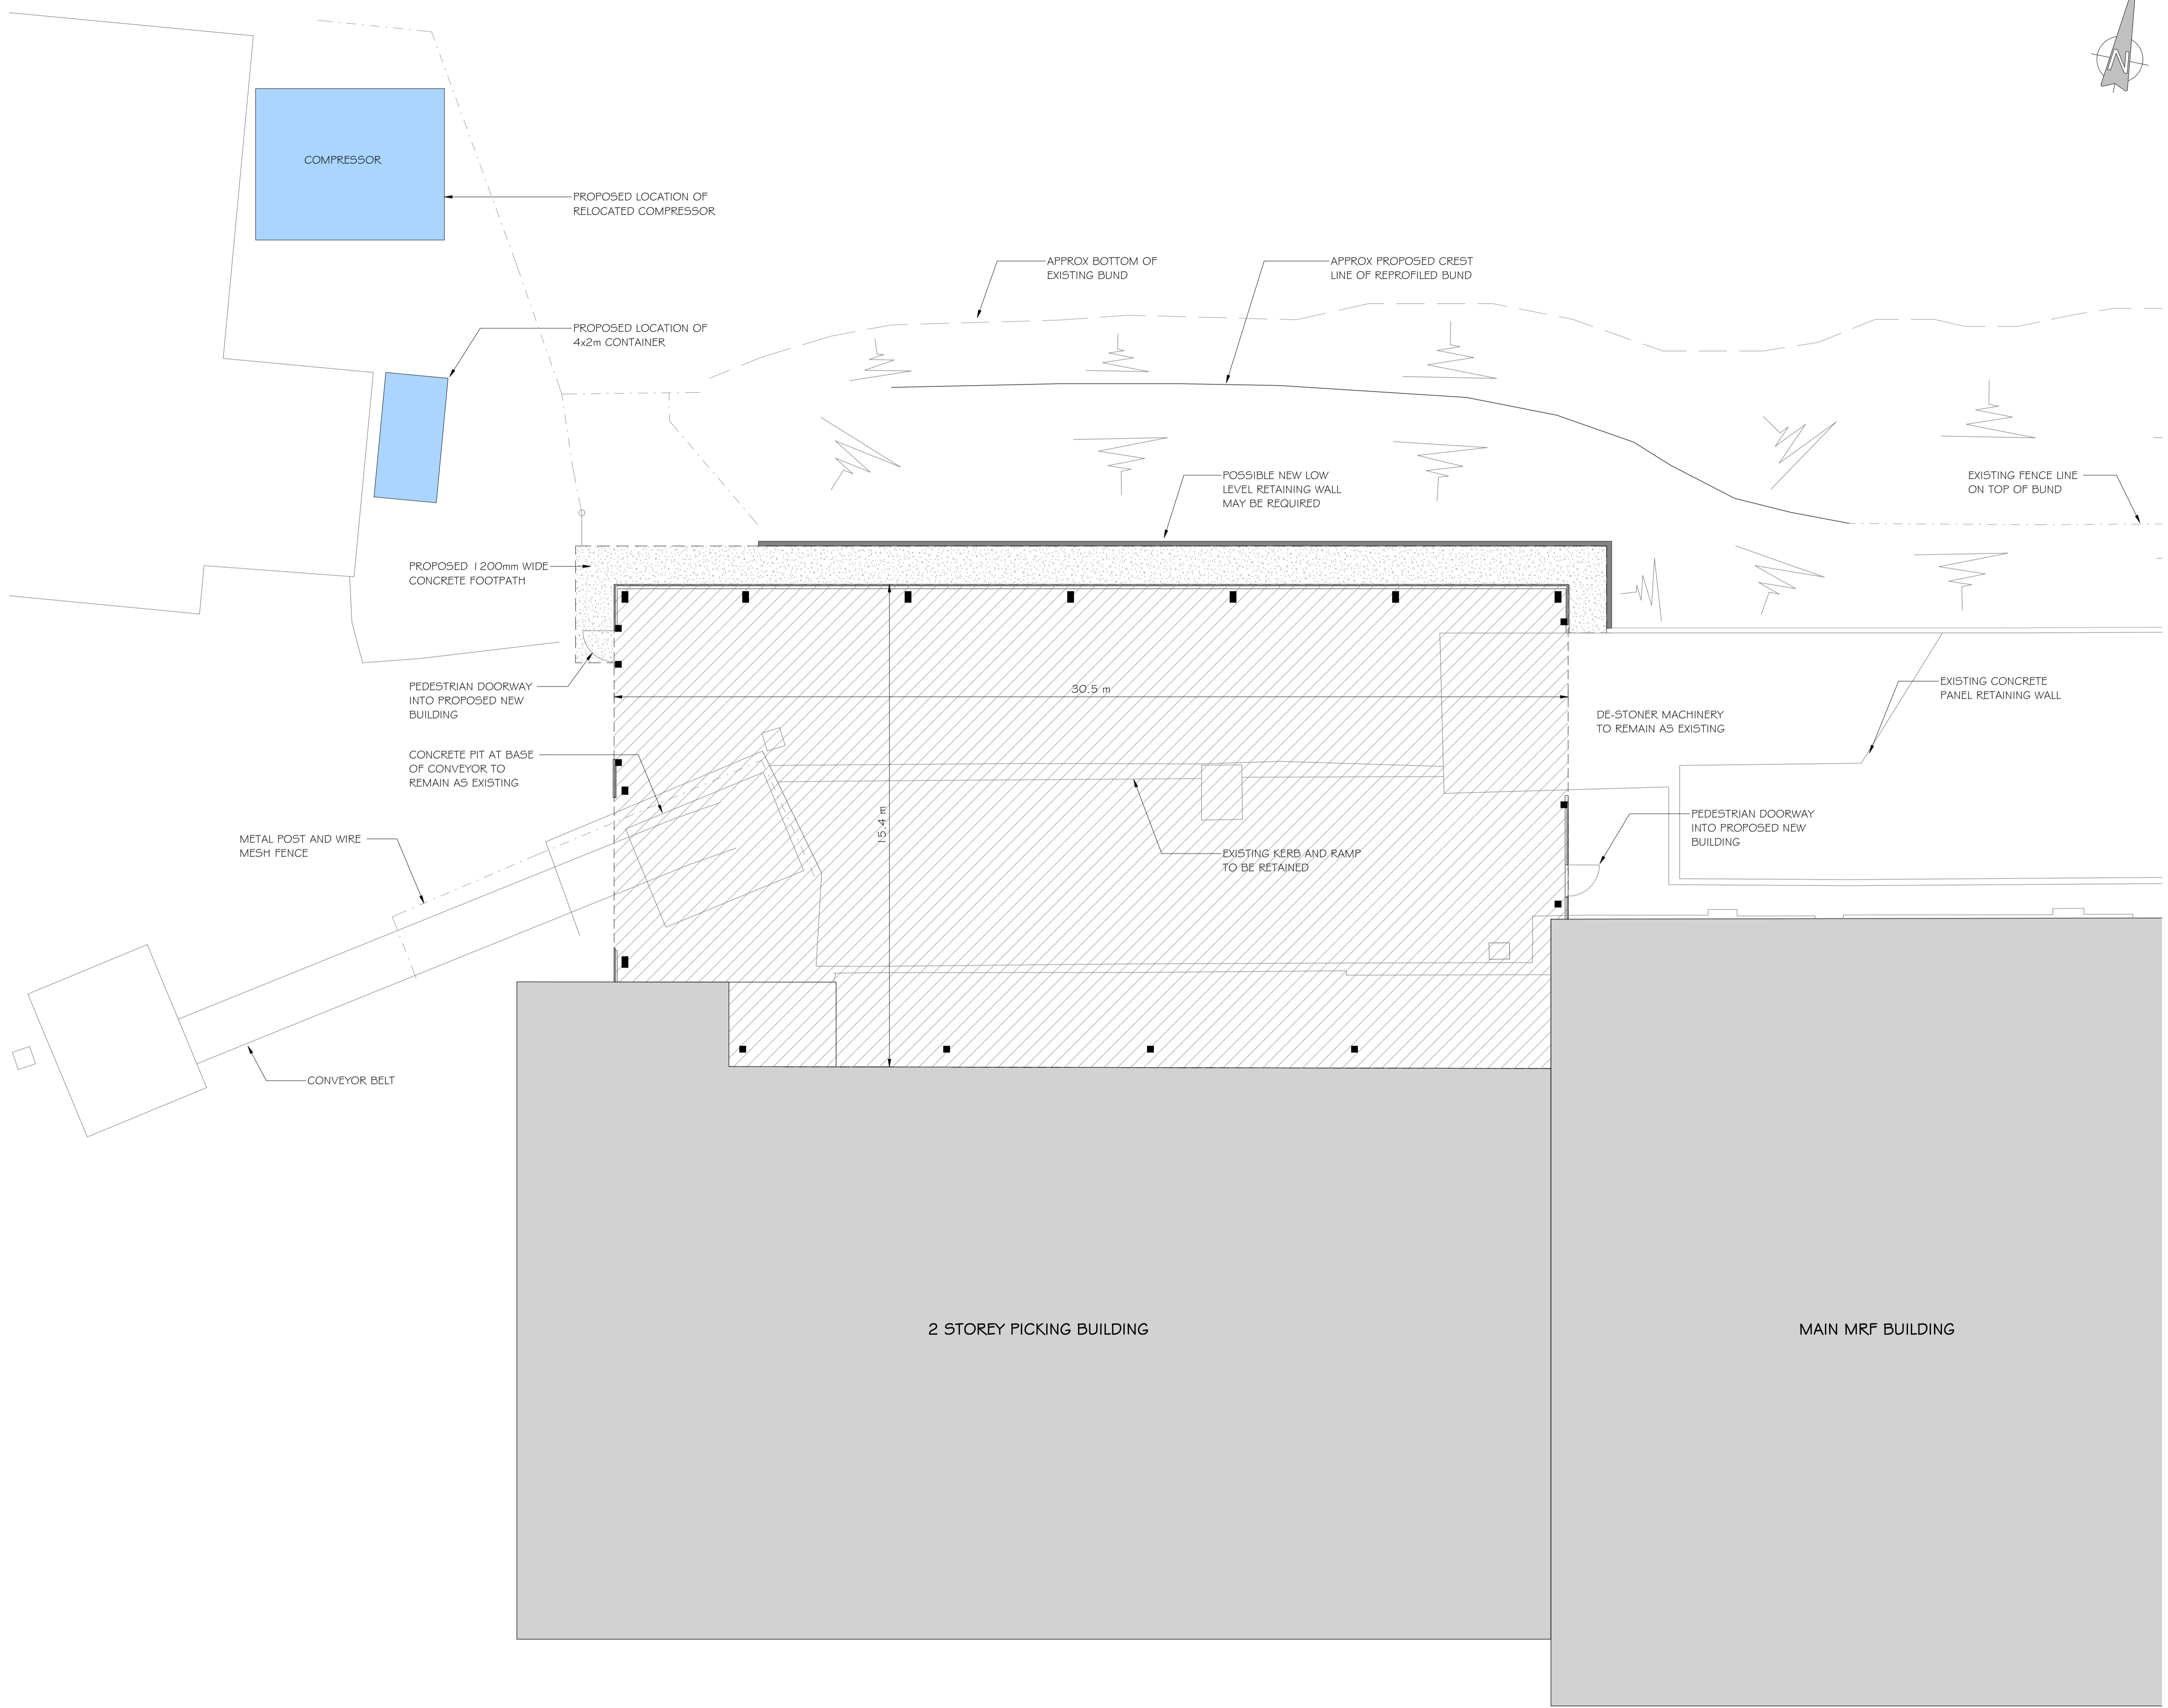 N
COMPRESSOR
PROPOSED LOCATION OF
RELOCATED COMPRESSOR
APPROX BOTTOM OF
EXISTING BUND
APPROX PROPOSED CREST
LINE OF REPROFILED BUND
PROPOSED LOCATION OF
4x2m CONTAINER
POSSIBLE NEW LOW
LEVEL RETAINING WALL
MAY BE REQUIRED
EXISTING FENCE LINE
ON TOP OF BUND
PROPOSED 1200mm WIDE
CONCRETE FOOTPATH
PEDESTRIAN DOORWAY
INTO PROPOSED NEW
BUILDING
30.5 m
EXISTING CONCRETE
PANEL RETAINING WALL
DE-STONER MACHINERY
TO REMAIN AS EXISTING
CONCRETE PIT AT BASE
OF CONVEYOR TO
REMAIN AS EXISTING
15.4 m
PEDESTRIAN DOORWAY
INTO PROPOSED NEW
BUILDING
METAL POST AND WIRE
MESH FENCE
EXISTING KERB AND RAMP
TO BE RETAINED
CONVEYOR BELT
2 STOREY PICKING BUILDING
MAIN MRF BUILDING